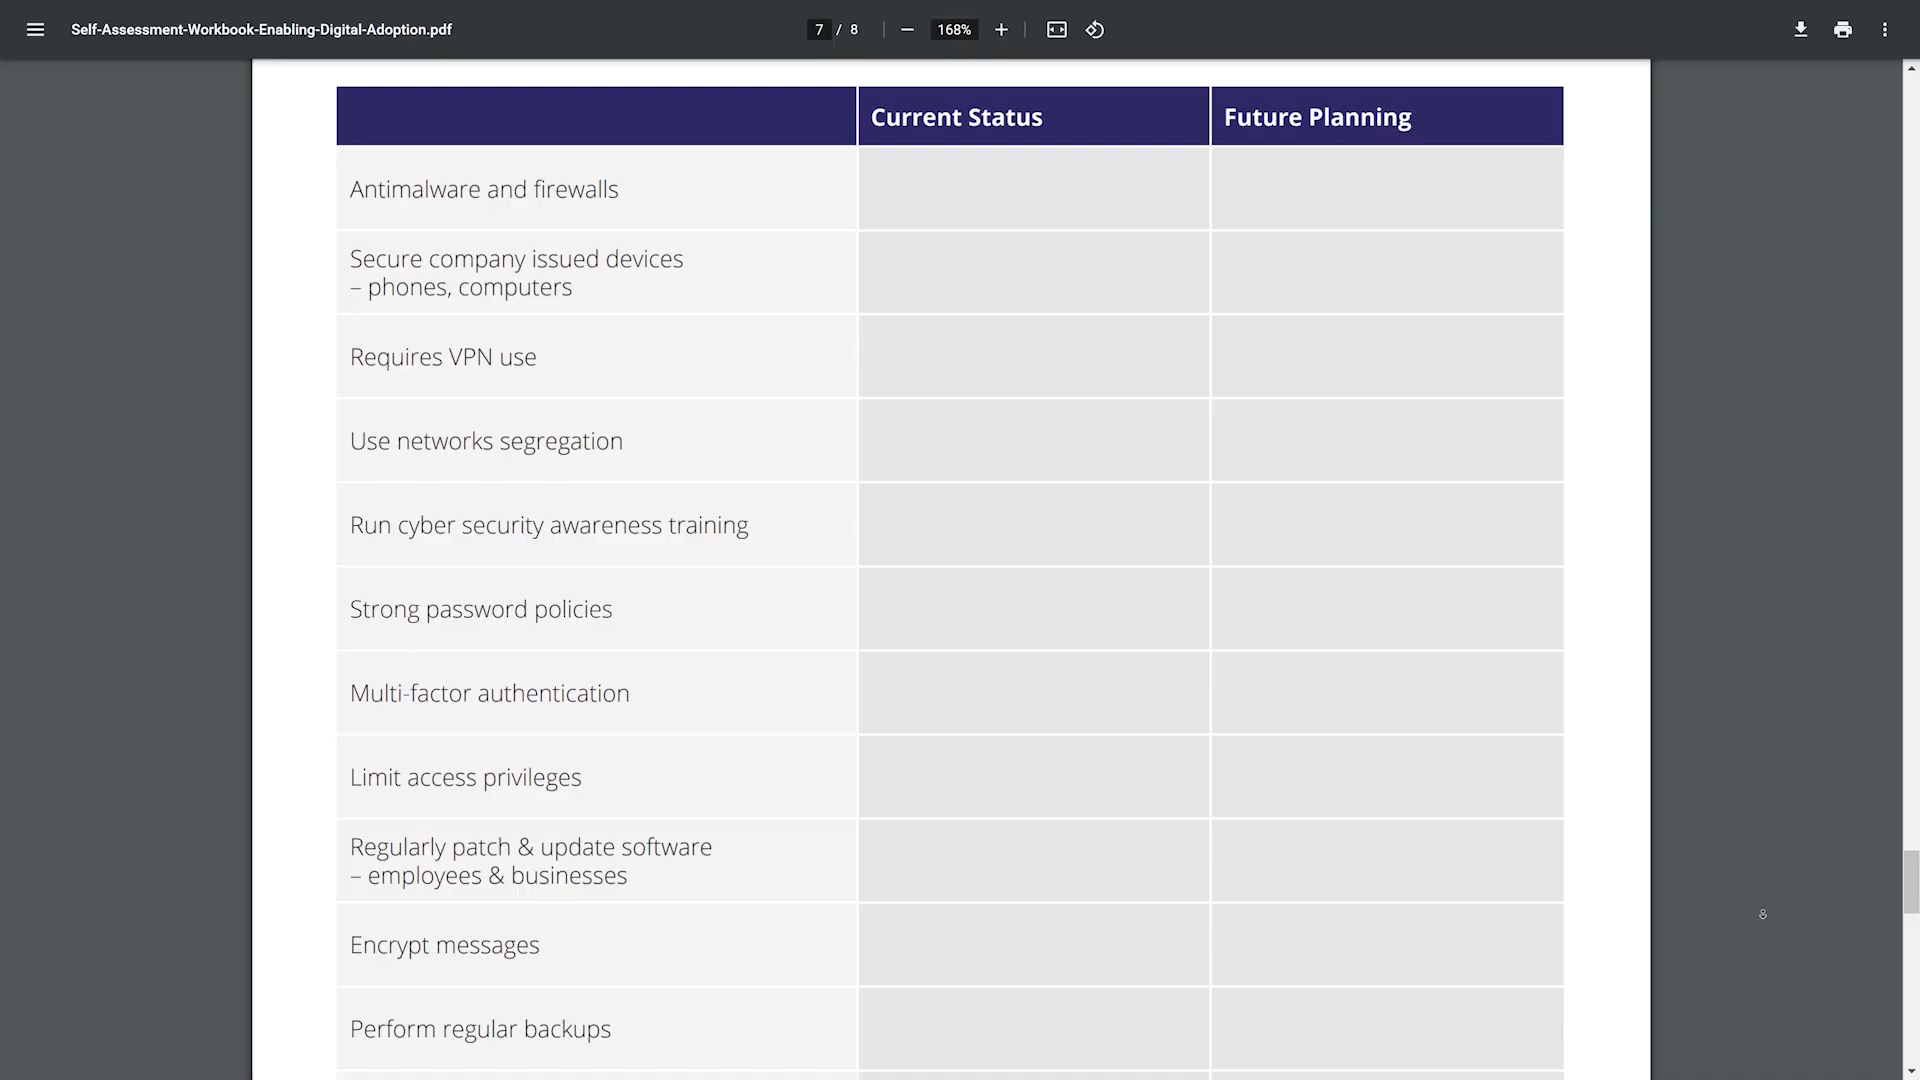 Self-Assessment-Workbook-Enabling-Digital-Adoption.pdf
7 / 8
168%
Current Status
Future Planning
Antimalware and firewalls
Secure company issued devices
– phones, computers
Requires VPN use
Use networks segregation
Run cyber security awareness training
Strong password policies
Multi-factor authentication
Limit access privileges
Regularly patch & update software
– employees & businesses
Encrypt messages
Perform regular backups